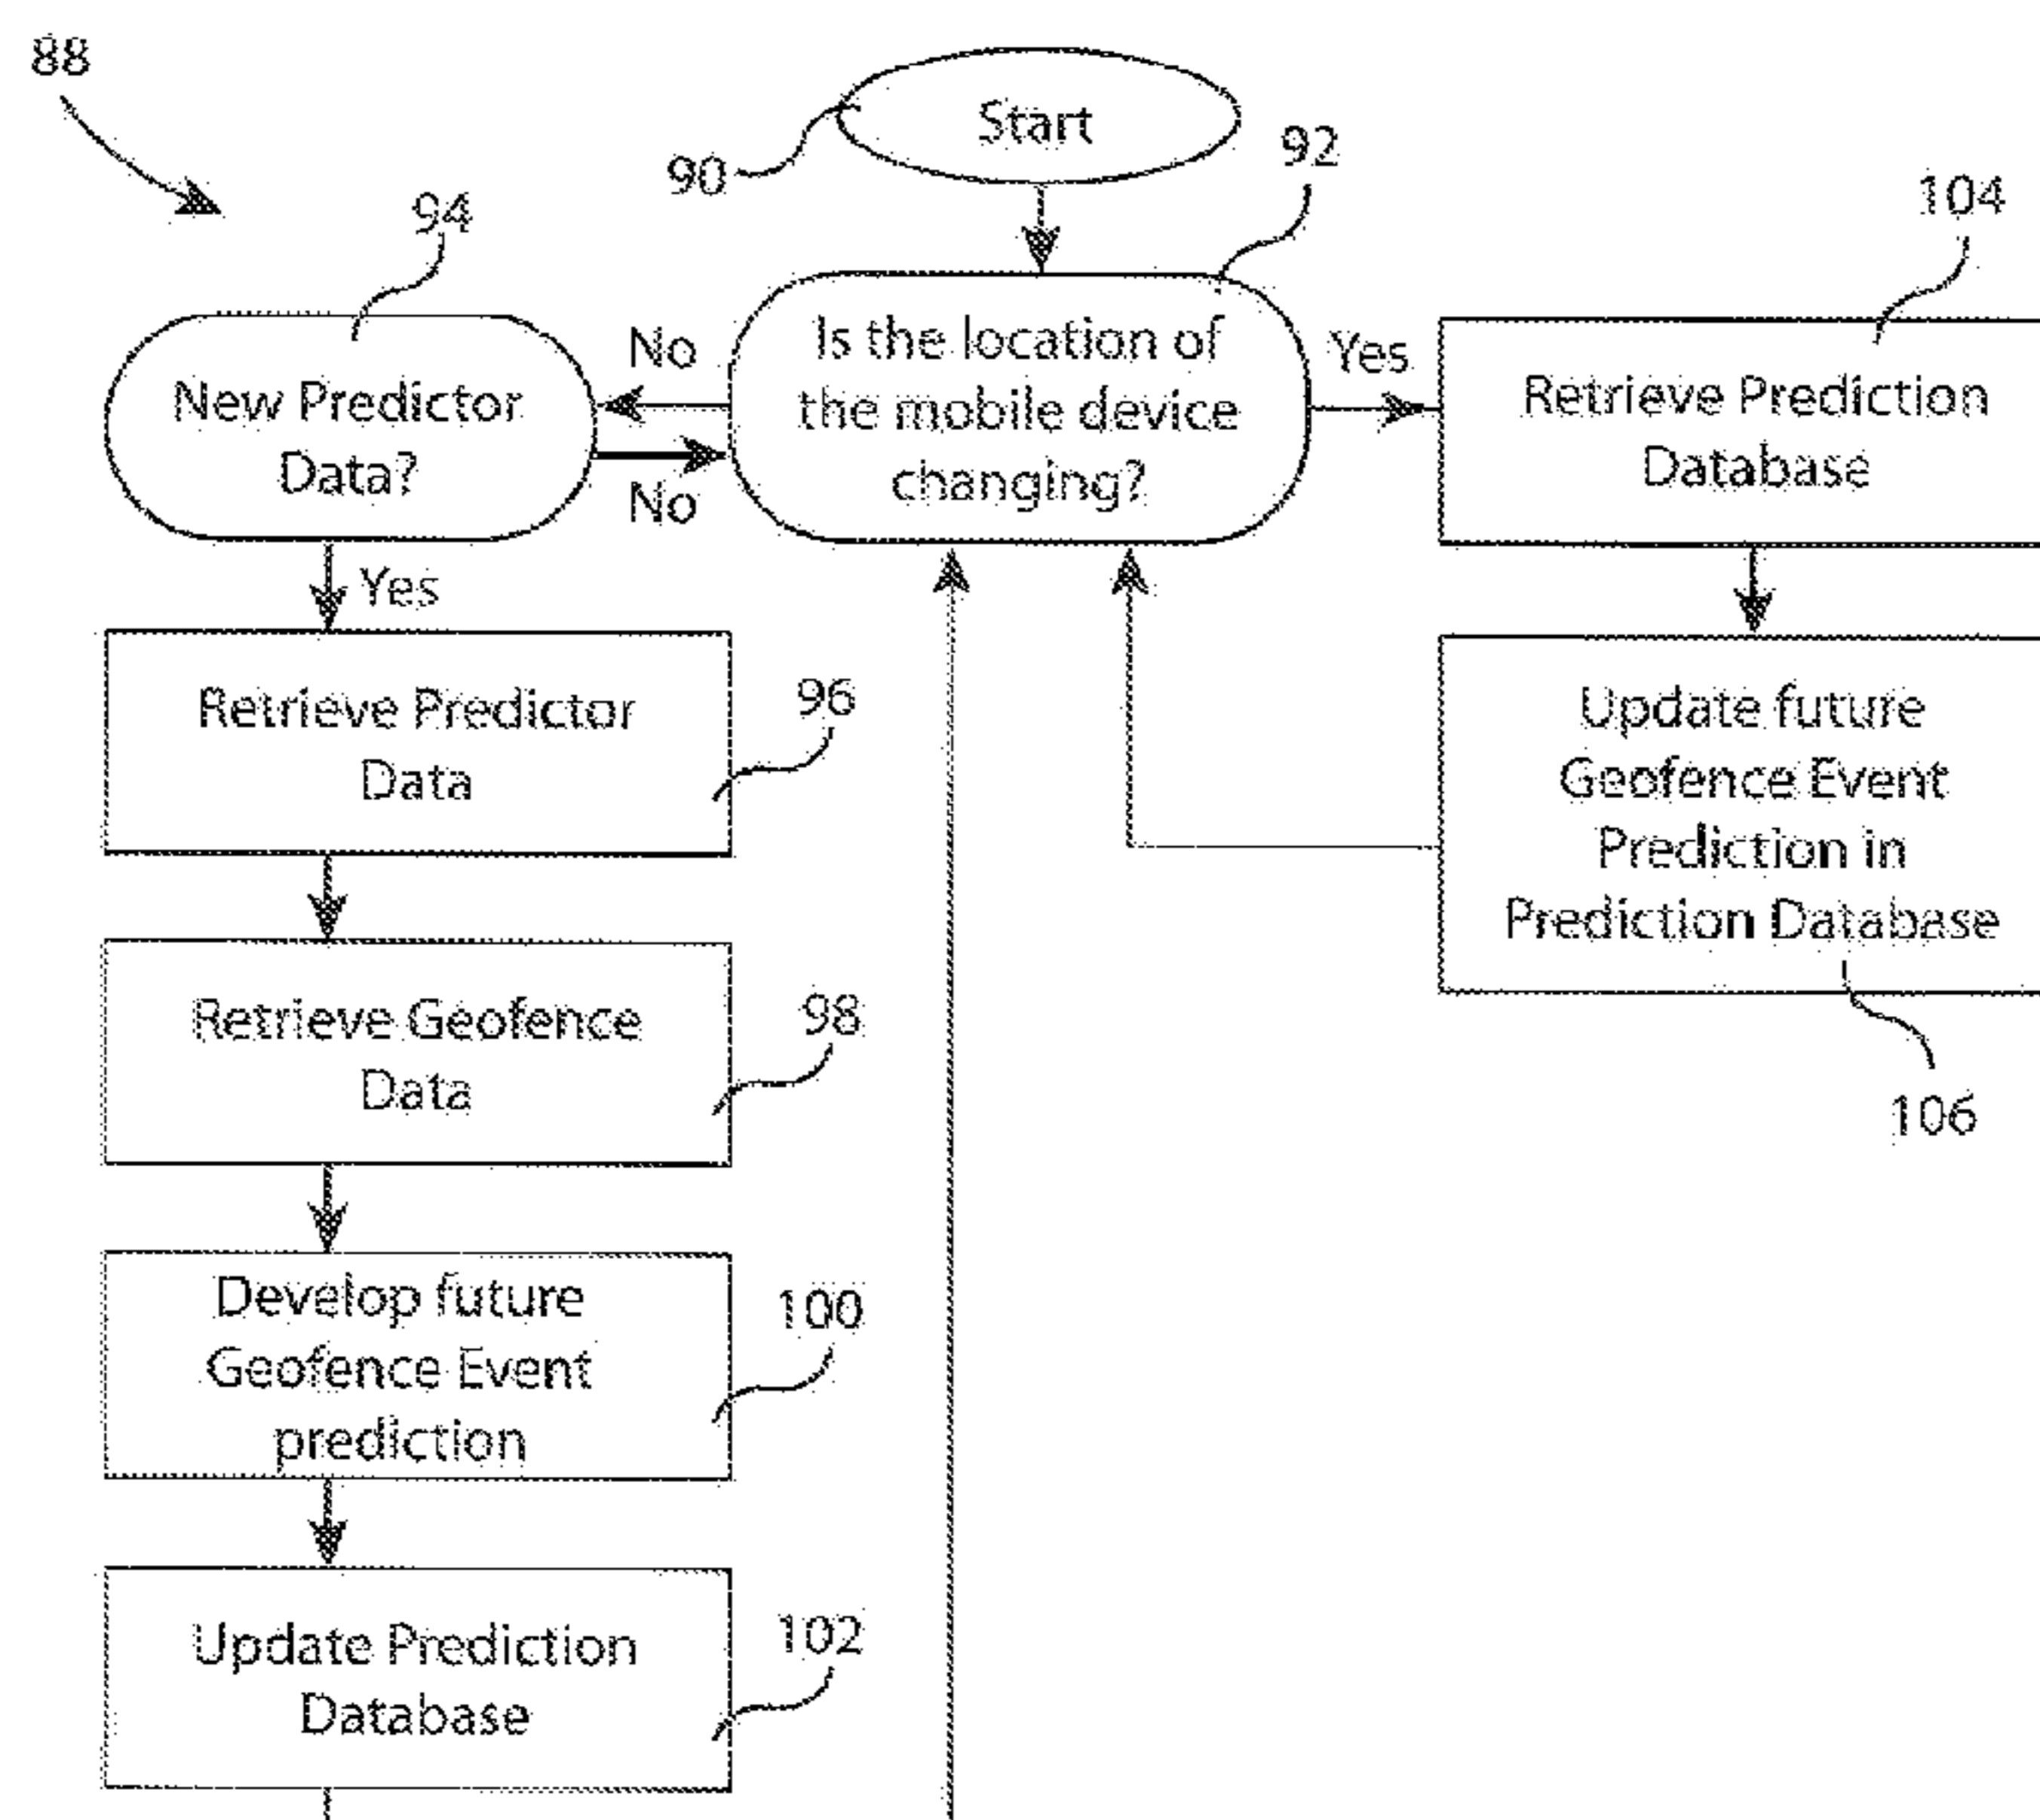 88
Start
90
92
94
104
No
Is the location of
the mobile device
changing?
Yes
New Predictor
Data?
No
Retrieve Prediction
Database
Yes
Retrieve Predictor
Data
96
Update future
Geofence Event
Prediction in
Prediction Database
Retrieve Geofence
Data
98
106
Develop future
Geofence Event
prediction
100
Update Prediction
Database
102